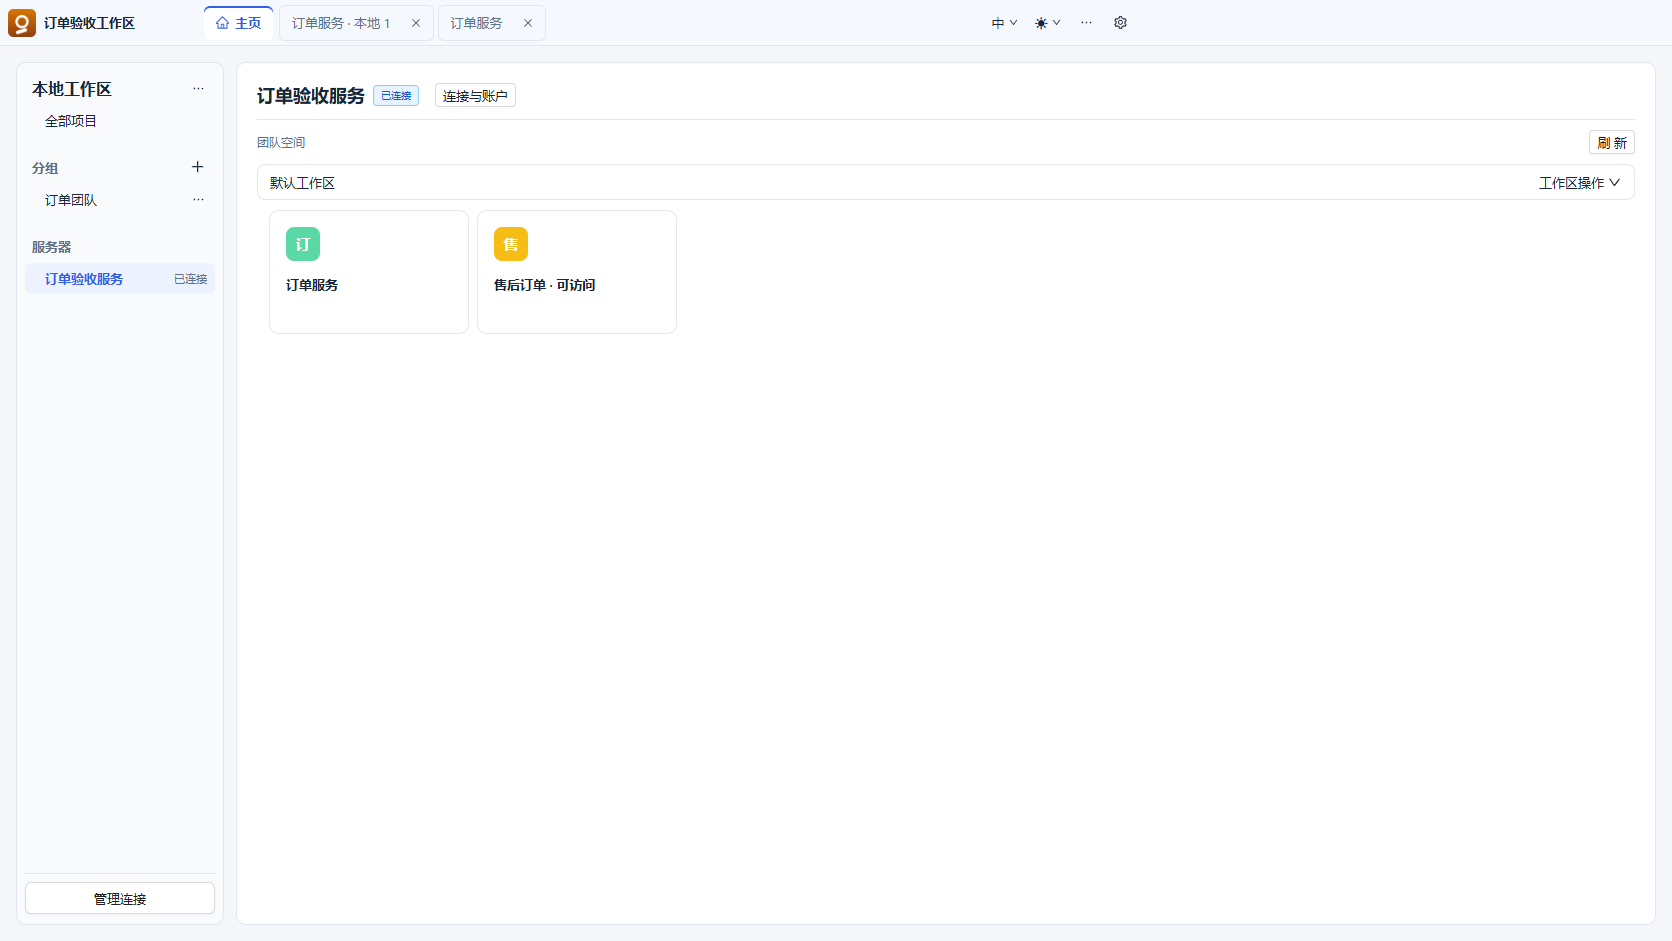 订单验收工作区
主页
订单服务 · 本地 1
订单服务
中
本地工作区
全部项目
分组
订单团队
服务器
订单验收服务 已连接
管理连接
订单验收服务 已连接 连接与账户
团队空间
刷 新
默认工作区
工作区操作
订
订单服务
售
售后订单 · 可访问